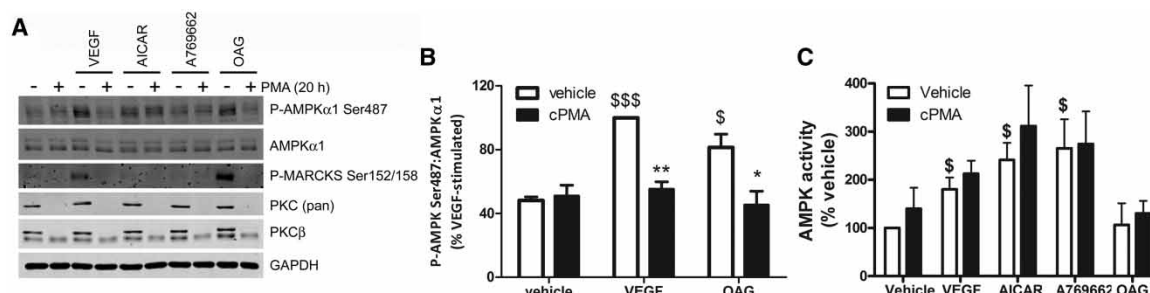 A
VEGF
AICAR
A769662
OAG
- + - + - + - + - + PMA (20 h)
P-AMPKα1 Ser487
AMPKα1
P-MARCKS Ser152/158
PKC (pan)
PKCβ
GAPDH
B
P-AMPK Ser487:AMPKα1
(% VEGF-stimulated)
120
80
40
0
vehicle
cPMA
$$$
**
$
*
vehicle VEGF OAG
C
AMPK activity
(% vehicle)
400
300
200
100
0
Vehicle
cPMA
$
$
$
Vehicle VEGF AICAR A769662 OAG